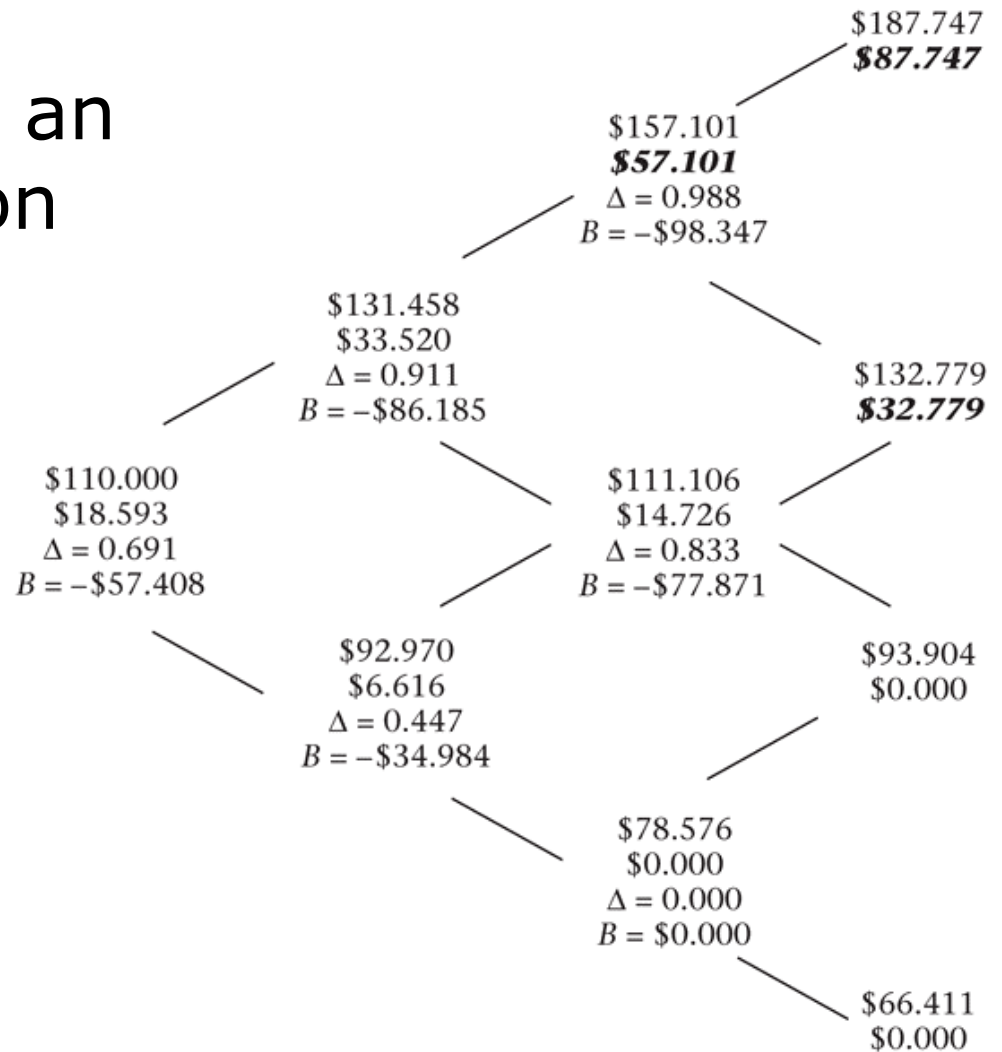 an
on
$187.747
$87.747
$157.101
$57.101
Δ = 0.988
B = –$98.347
$131.458
$33.520
Δ = 0.911
B = –$86.185
$132.779
$32.779
$110.000
$18.593
Δ = 0.691
B = –$57.408
$111.106
$14.726
Δ = 0.833
B = –$77.871
$92.970
$6.616
Δ = 0.447
B = –$34.984
$93.904
$0.000
$78.576
$0.000
Δ = 0.000
B = $0.000
$66.411
$0.000